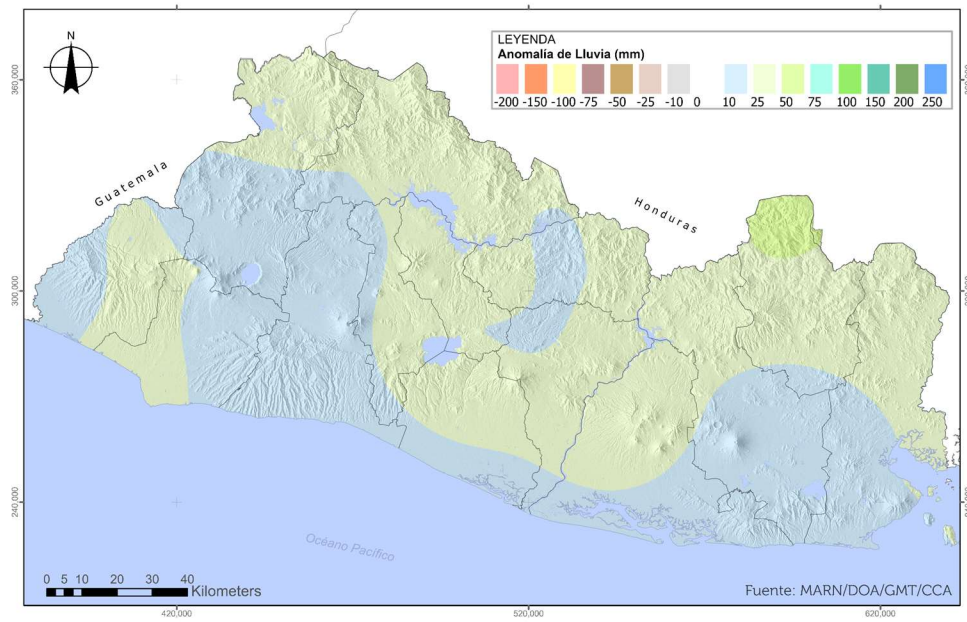 N
LEYENDA
Anomalía de Lluvia (mm)
-200 -150 -100 -75 -50 -25 -10 0 10 25 50 75 100 150 200 250
360,000
Guatemala
Honduras
300,000
240,000
Océano Pacífico
0 5 10 20 30 40
Kilometers
Fuente: MARN/DOA/GMT/CCA
420,000 520,000 620,000